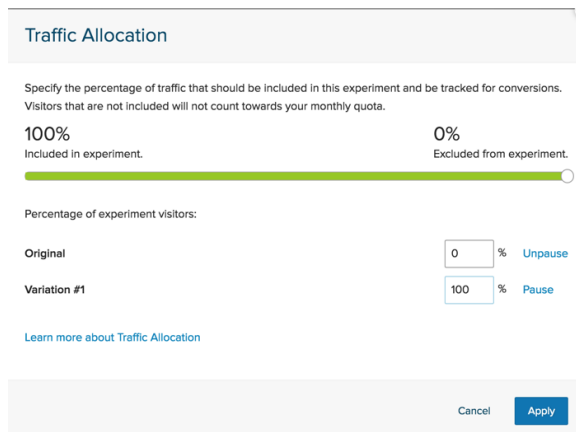 Traffic Allocation
Specify the percentage of traffic that should be included in this experiment and be tracked for conversions.
Visitors that are not included will not count towards your monthly quota.
100% 0%
Included in experiment. Excluded from experiment.
Percentage of experiment visitors:
Original 0 % Unpause
Variation #1 100 % Pause
Learn more about Traffic Allocation
Cancel Apply